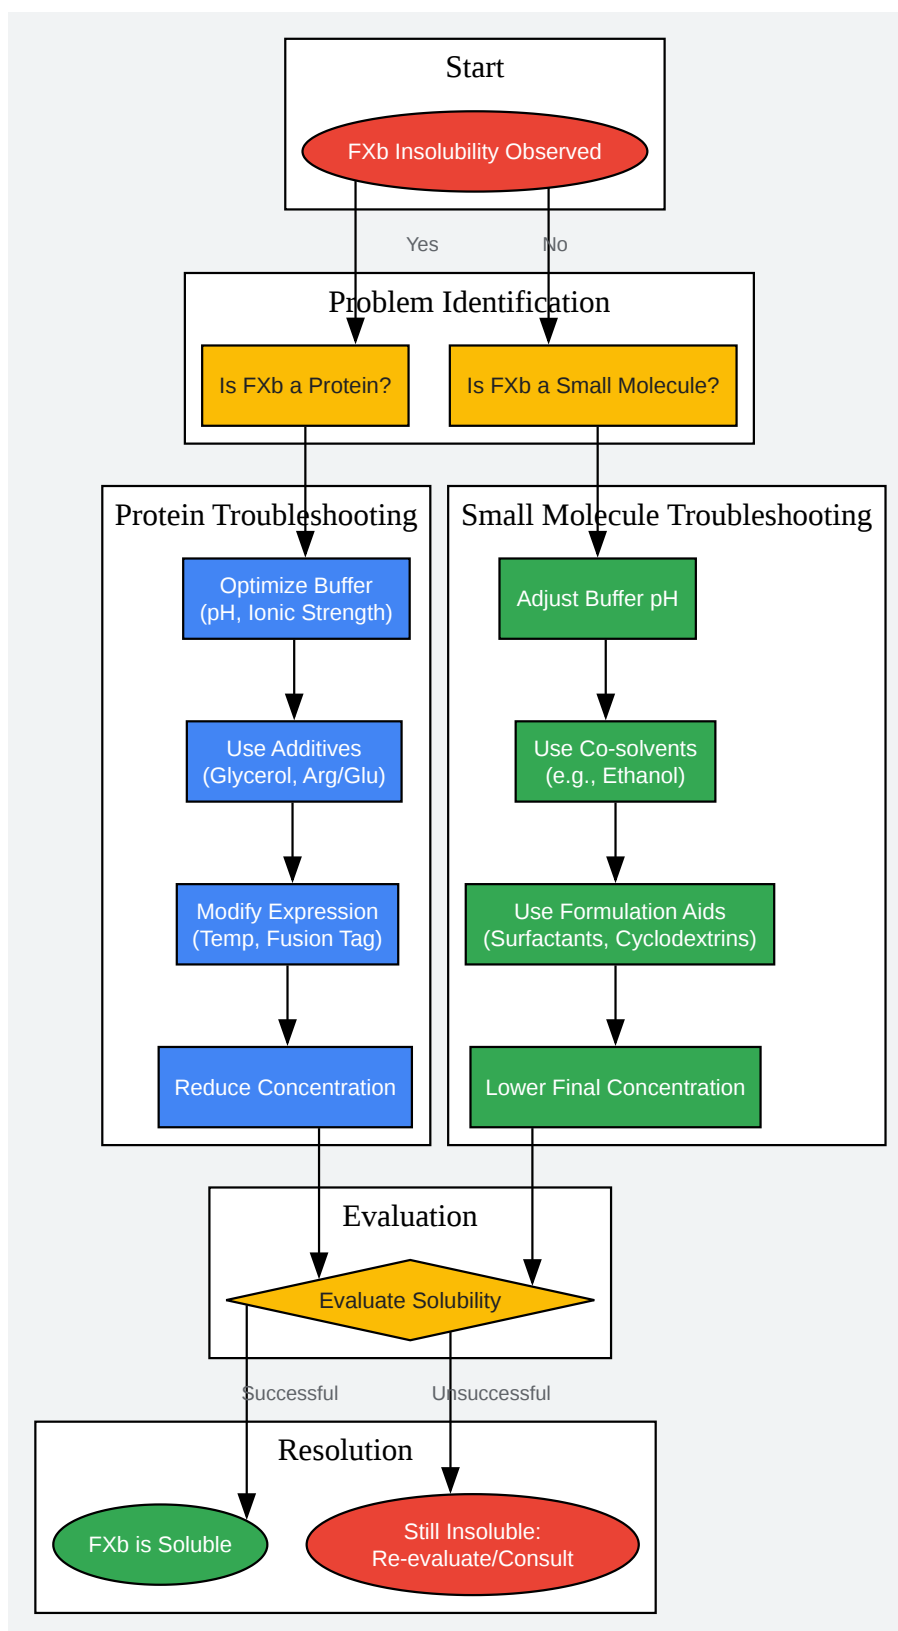 Start
FXb Insolubility Observed
Yes
No
Problem Identification
Is FXb a Protein?
Is FXb a Small Molecule?
Protein Troubleshooting
Small Molecule Troubleshooting
Optimize Buffer
(pH, Ionic Strength)
Adjust Buffer pH
Use Additives
(Glycerol, Arg/Glu)
Use Co-solvents
(e.g., Ethanol)
Modify Expression
(Temp, Fusion Tag)
Use Formulation Aids
(Surfactants, Cyclodextrins)
Reduce Concentration
Lower Final Concentration
Evaluation
Evaluate Solubility
Successful
Unsuccessful
Resolution
FXb is Soluble
Still Insoluble:
Re-evaluate/Consult